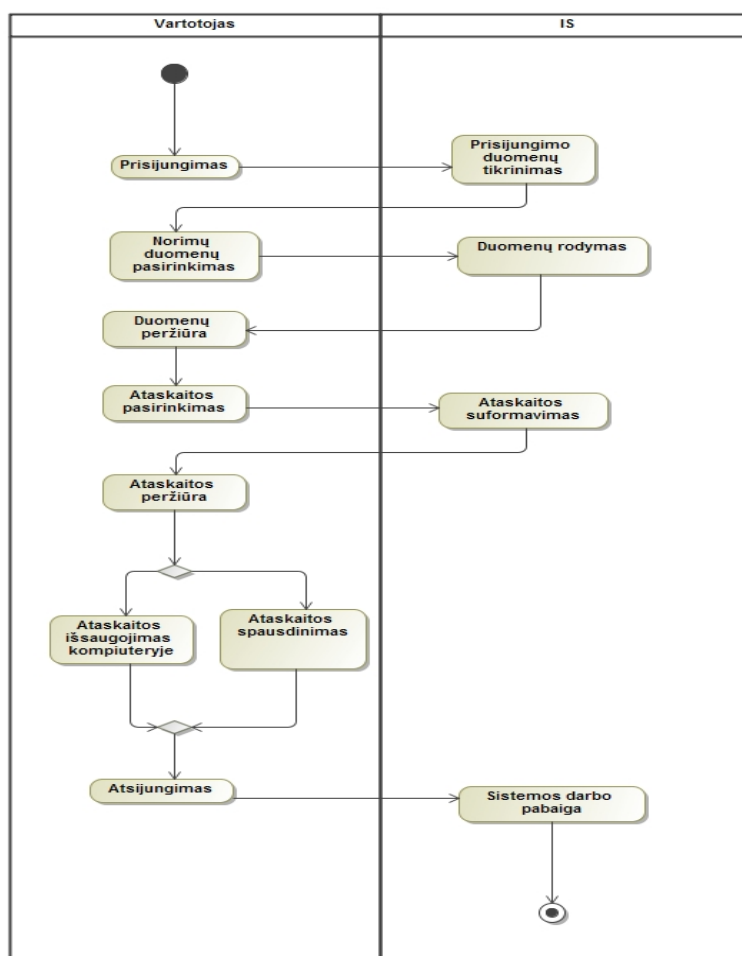 Vartotojas
IS
Prisijungimas
Prisijungimo
duomenų
tikrinimas
Norimų
duomenų
pasirinkimas
Duomenų rodymas
Duomenų
peržiūra
Ataskaitos
pasirinkimas
Ataskaitos
suformavimas
Ataskaitos
peržiūra
Ataskaitos
išsaugojimas
kompiuteryje
Ataskaitos
spausdinimas
Atsijungimas
Sistemos darbo
pabaiga